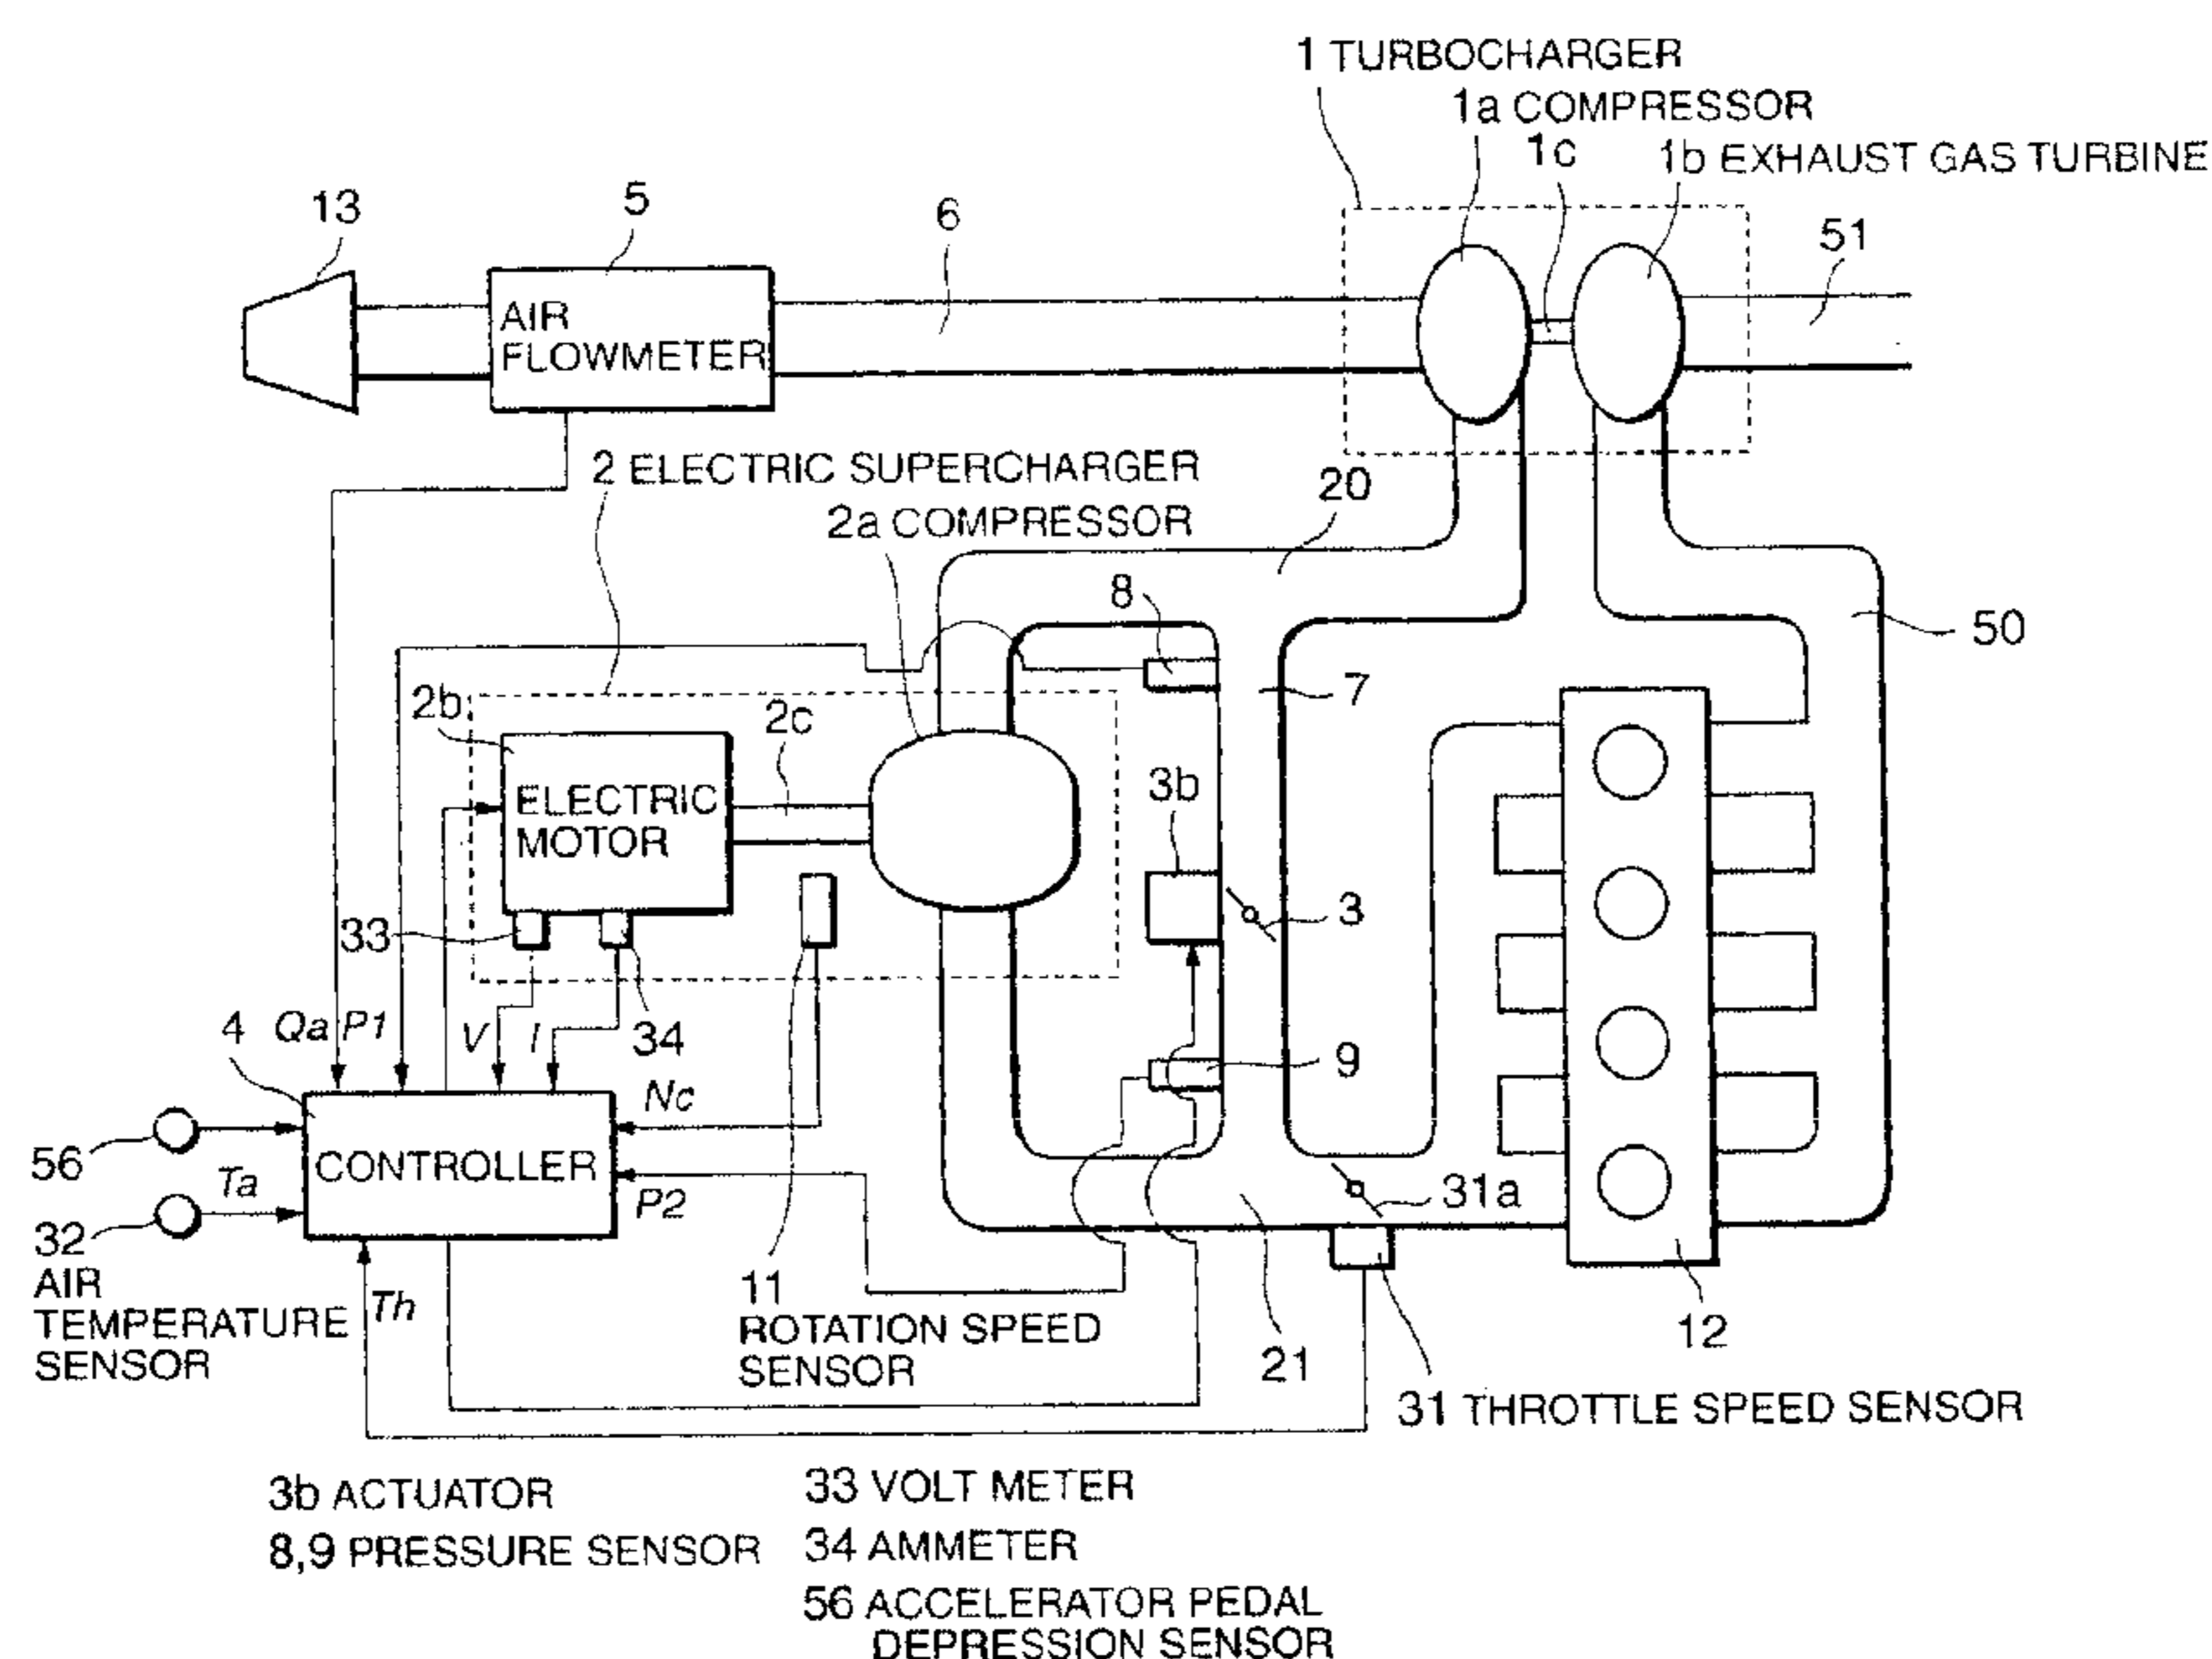 1 TURBOCHARGER
1a COMPRESSOR
1c
1b EXHAUST GAS TURBINE
13
5
6
51
AIR
FLOWMETER
2 ELECTRIC SUPERCHARGER
2a COMPRESSOR
20
8
50
7
2b
2c
3b
ELECTRIC
MOTOR
3
33
34
4
Qa
P1
V
I
9
Nc
56
CONTROLLER
Ta
P2
31a
32
AIR
TEMPERATURE
SENSOR
Th
11
ROTATION SPEED
SENSOR
21
12
31 THROTTLE SPEED SENSOR
3b ACTUATOR
8,9 PRESSURE SENSOR
33 VOLT METER
34 AMMETER
56 ACCELERATOR PEDAL
DEPRESSION SENSOR